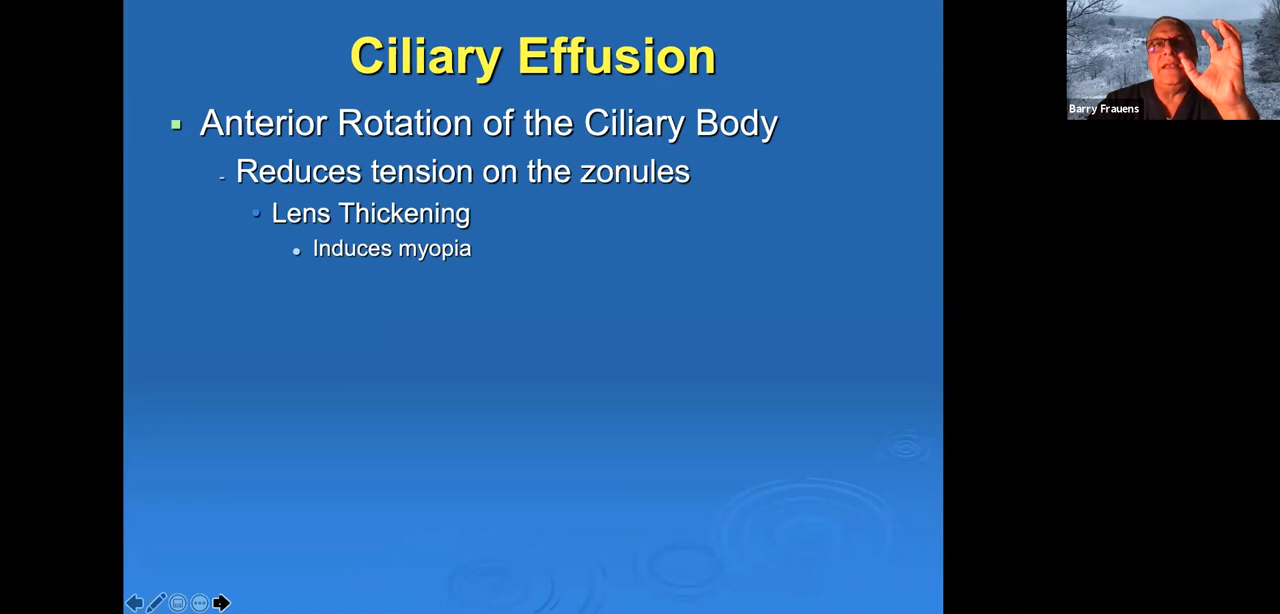 Ciliary Effusion
Anterior Rotation of the Ciliary Body
Reduces tension on the zonules
Lens Thickening
Induces myopia
Barry Frauens